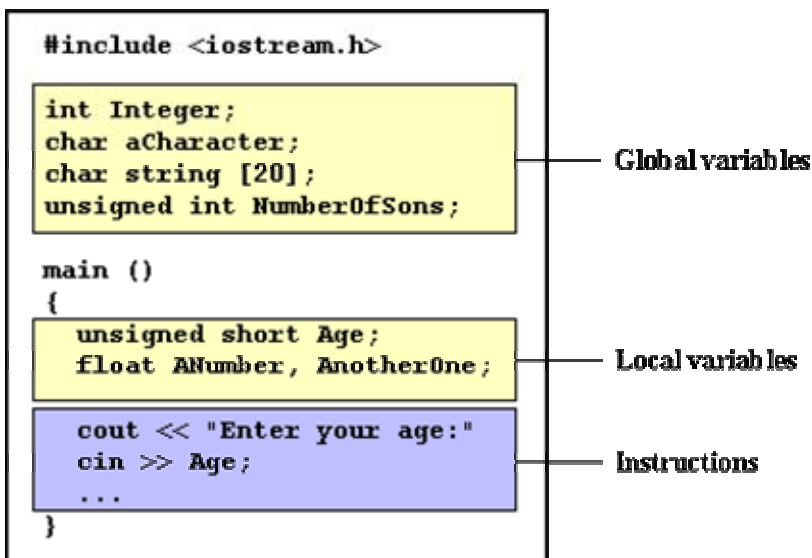 #include <iostream.h>
int Integer;
char aCharacter;
char string [20];
unsigned int NumberOfSons;
Global variables
main ()
{
unsigned short Age;
float ANumber, AnotherOne;
Local variables
cout << "Enter your age:"
cin >> Age;
...
Instructions
}